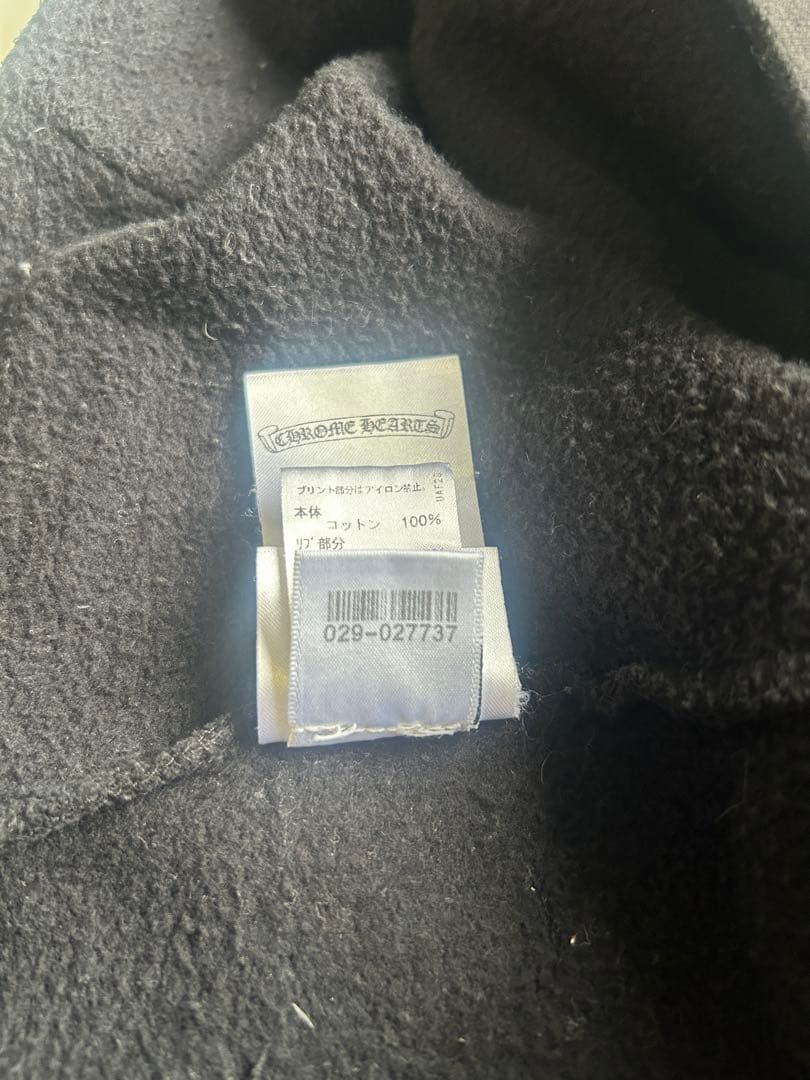 CHROME HEARTS
プリント部分はアイロン禁止。
本体
コットン 100%
リブ部分
029-027737